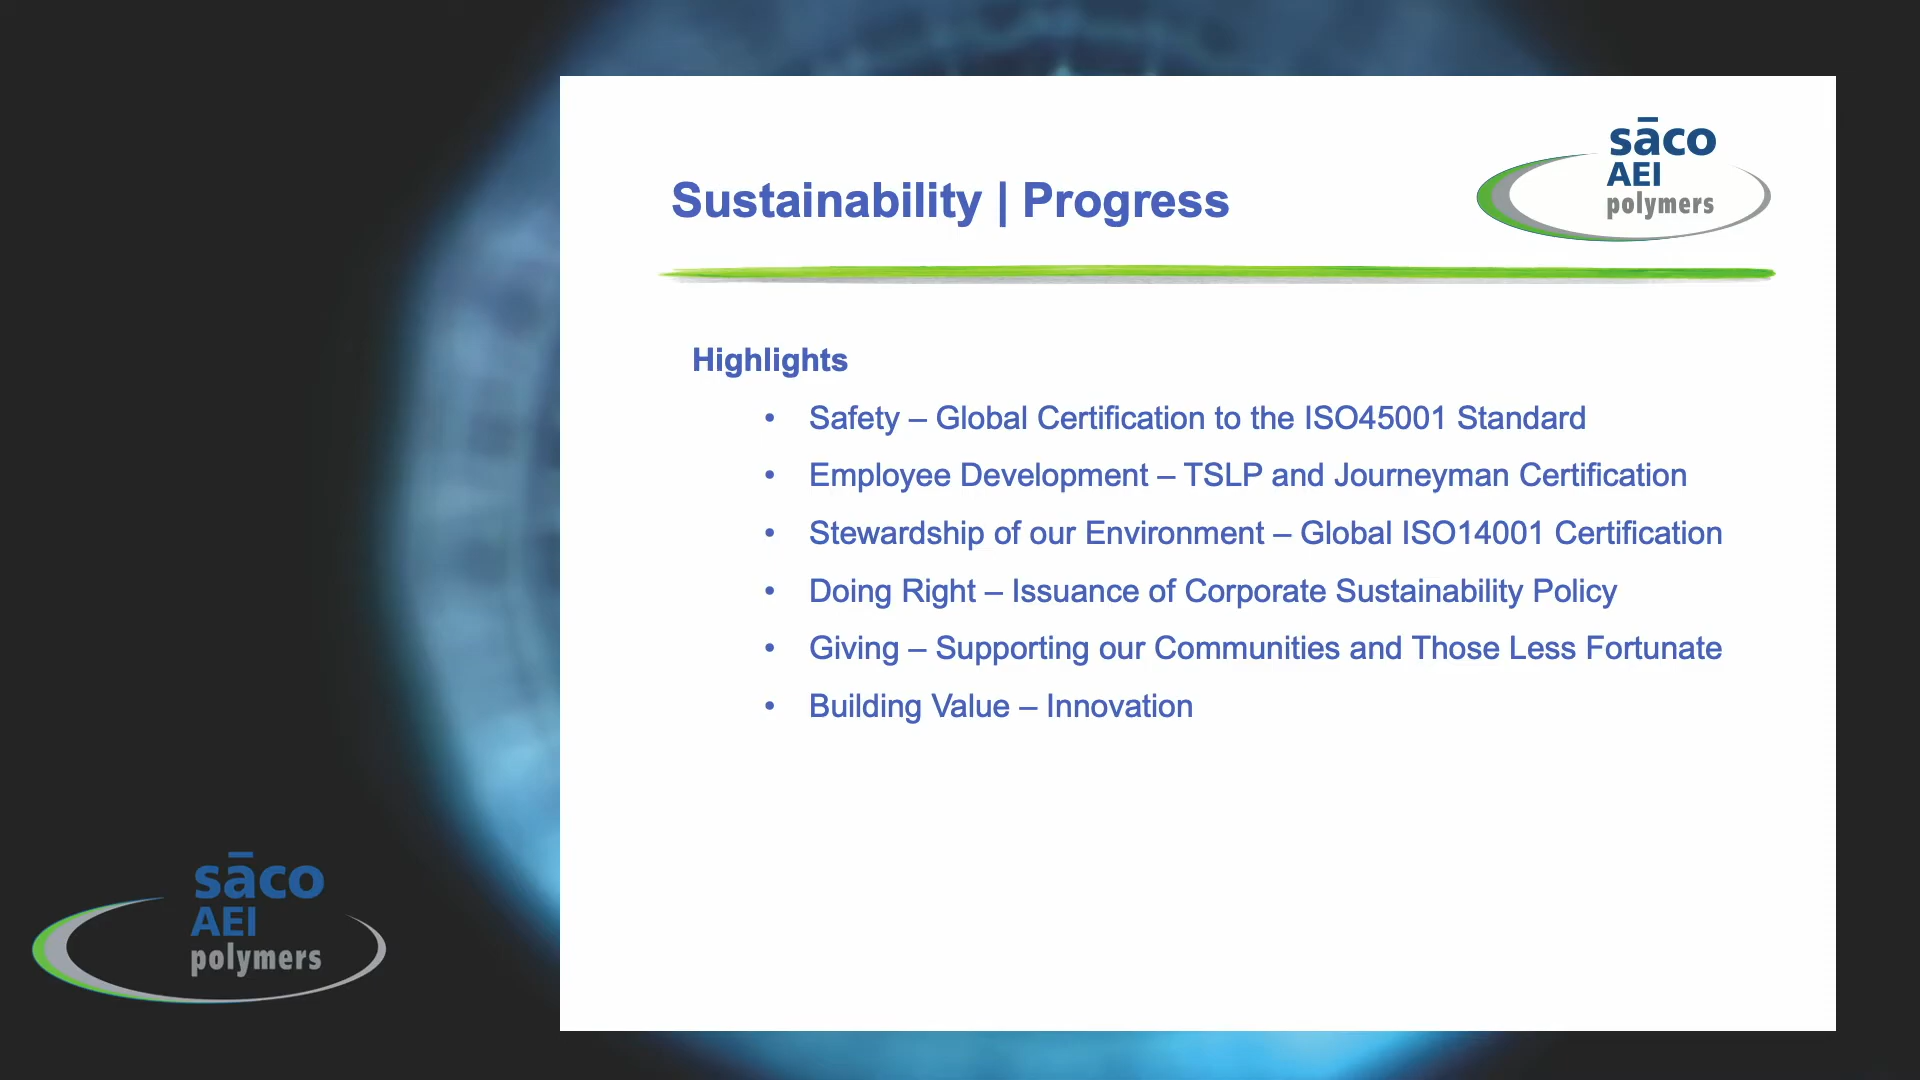 Sustainability | Progress
sāco
AEI
polymers
Highlights
• Safety – Global Certification to the ISO45001 Standard
• Employee Development – TSLP and Journeyman Certification
• Stewardship of our Environment – Global ISO14001 Certification
• Doing Right – Issuance of Corporate Sustainability Policy
• Giving – Supporting our Communities and Those Less Fortunate
• Building Value – Innovation
sāco
AEI
polymers